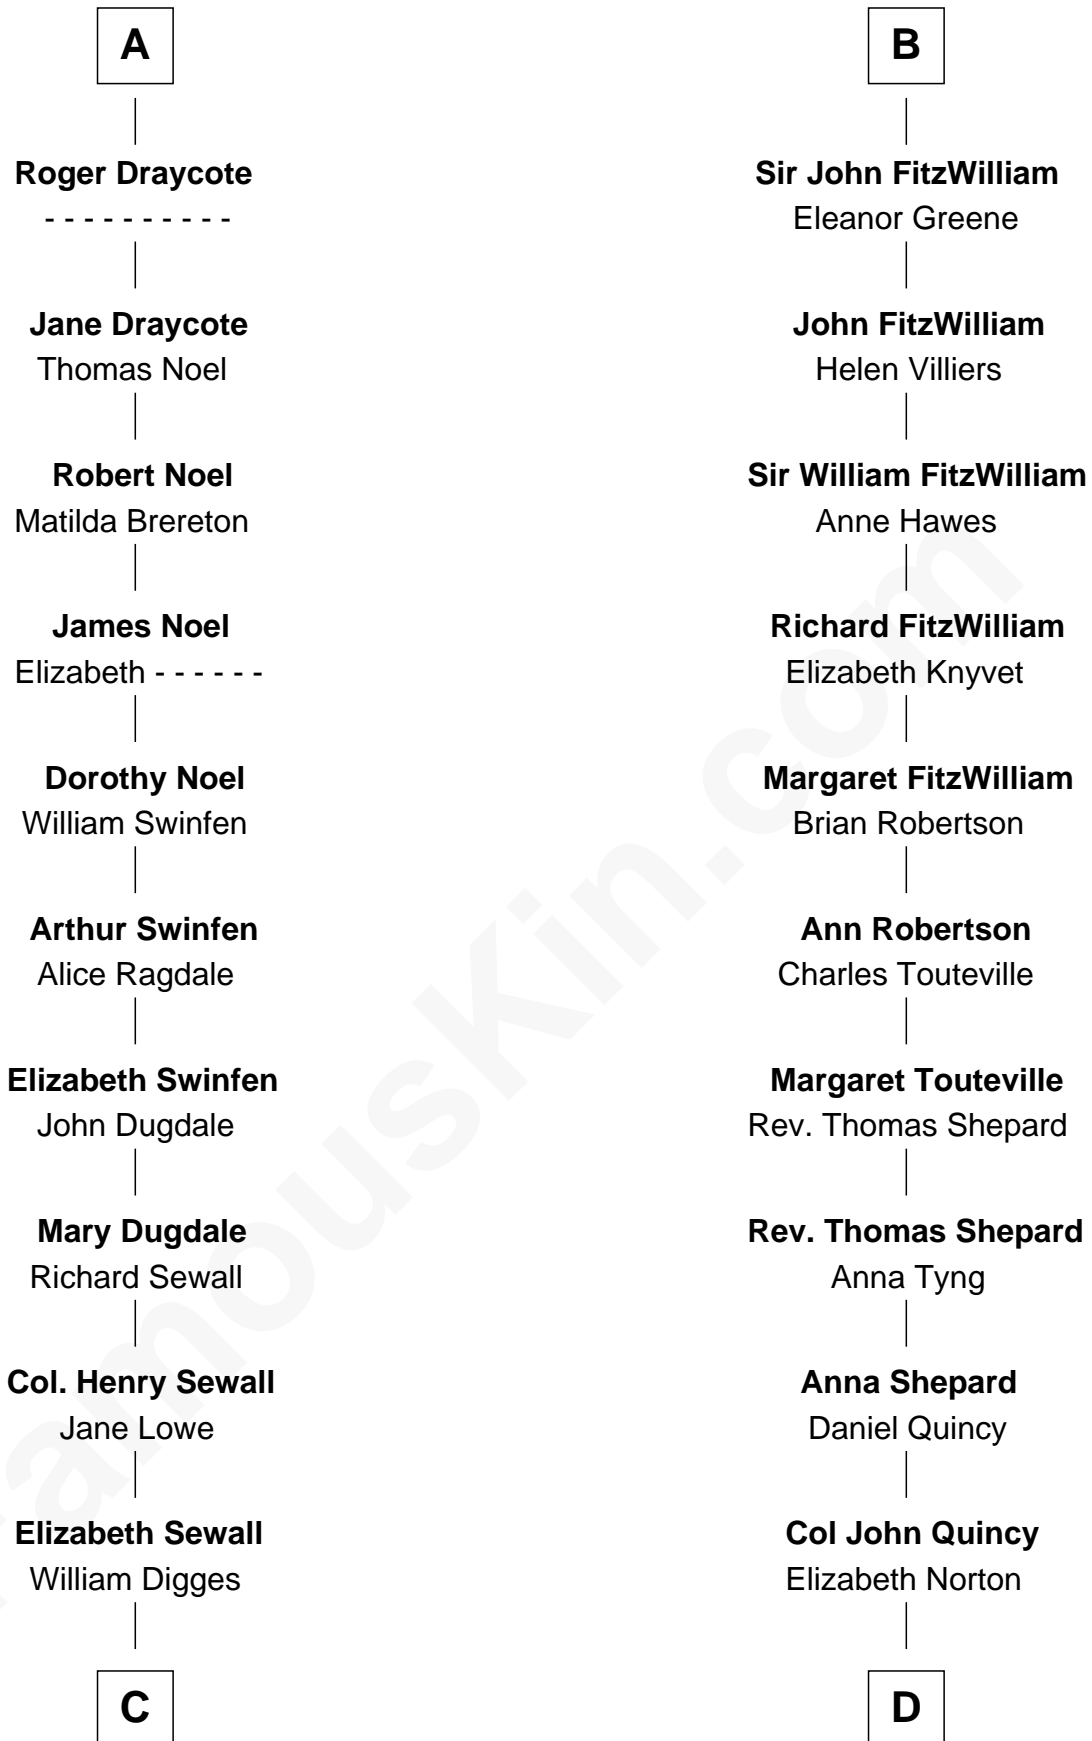 A
Roger Draycote
- - - - - - - - - -
Jane Draycote
Thomas Noel
Robert Noel
Matilda Brereton
James Noel
Elizabeth - - - - - -
Dorothy Noel
William Swinfen
Arthur Swinfen
Alice Ragdale
Elizabeth Swinfen
John Dugdale
Mary Dugdale
Richard Sewall
Col. Henry Sewall
Jane Lowe
Elizabeth Sewall
William Digges
C
B
Sir John FitzWilliam
Eleanor Greene
John FitzWilliam
Helen Villiers
Sir William FitzWilliam
Anne Hawes
Richard FitzWilliam
Elizabeth Knyvet
Margaret FitzWilliam
Brian Robertson
Ann Robertson
Charles Touteville
Margaret Touteville
Rev. Thomas Shepard
Rev. Thomas Shepard
Anna Tyng
Anna Shepard
Daniel Quincy
Col John Quincy
Elizabeth Norton
D
FamousKin.com